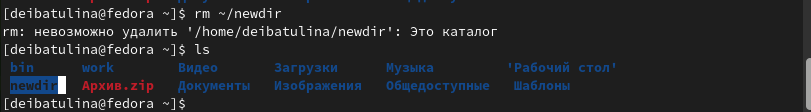 [deibatulina@fedora ~]$ rm ~/newdir
rm: невозможно удалить '/home/deibatulina/newdir': Это каталог
[deibatulina@fedora ~]$ ls
bin work Видео Загрузки Музыка 'Рабочий стол'
newdir Архив.zip Документы Изображения Общедоступные Шаблоны
[deibatulina@fedora ~]$